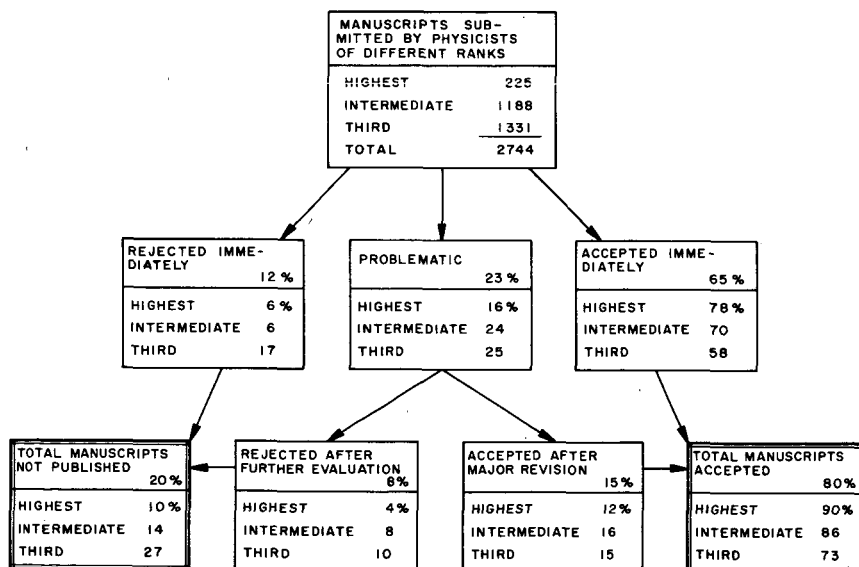 MANUSCRIPTS SUB-
MITTED BY PHYSICISTS
OF DIFFERENT RANKS
HIGHEST 225
INTERMEDIATE 1188
THIRD 1331
TOTAL 2744
REJECTED IMME-
DIATELY
12%
HIGHEST 6%
INTERMEDIATE 6
THIRD 17
PROBLEMATIC
23%
HIGHEST 16%
INTERMEDIATE 24
THIRD 25
ACCEPTED IMME-
DIATELY
65%
HIGHEST 78%
INTERMEDIATE 70
THIRD 58
TOTAL MANUSCRIPTS
NOT PUBLISHED
20%
HIGHEST 10%
INTERMEDIATE 14
THIRD 27
REJECTED AFTER
FURTHER EVALUATION
8%
HIGHEST 4%
INTERMEDIATE 8
THIRD 10
ACCEPTED AFTER
MAJOR REVISION
15%
HIGHEST 12%
INTERMEDIATE 16
THIRD 15
TOTAL MANUSCRIPTS
ACCEPTED
80%
HIGHEST 90%
INTERMEDIATE 86
THIRD 73